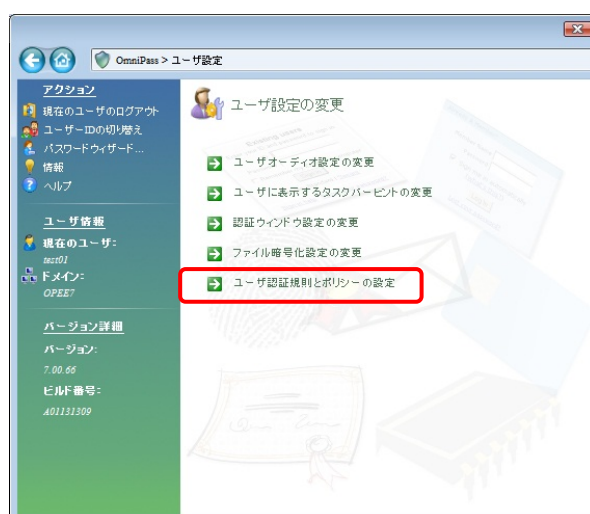 OmniPass > ユーザ設定
アクション
現在のユーザのログアウト
ユーザーIDの切り替え
パスワードウィザード...
情報
ヘルプ
ユーザ情報
現在のユーザ:
test01
ドメイン:
OPEE7
バージョン詳細
バージョン:
7.00.66
ビルド番号:
A01131309
ユーザ設定の変更
ユーザオーディオ設定の変更
ユーザに表示するタスクバーヒントの変更
認証ウィンドウ設定の変更
ファイル暗号化設定の変更
ユーザ認証規則とポリシーの設定